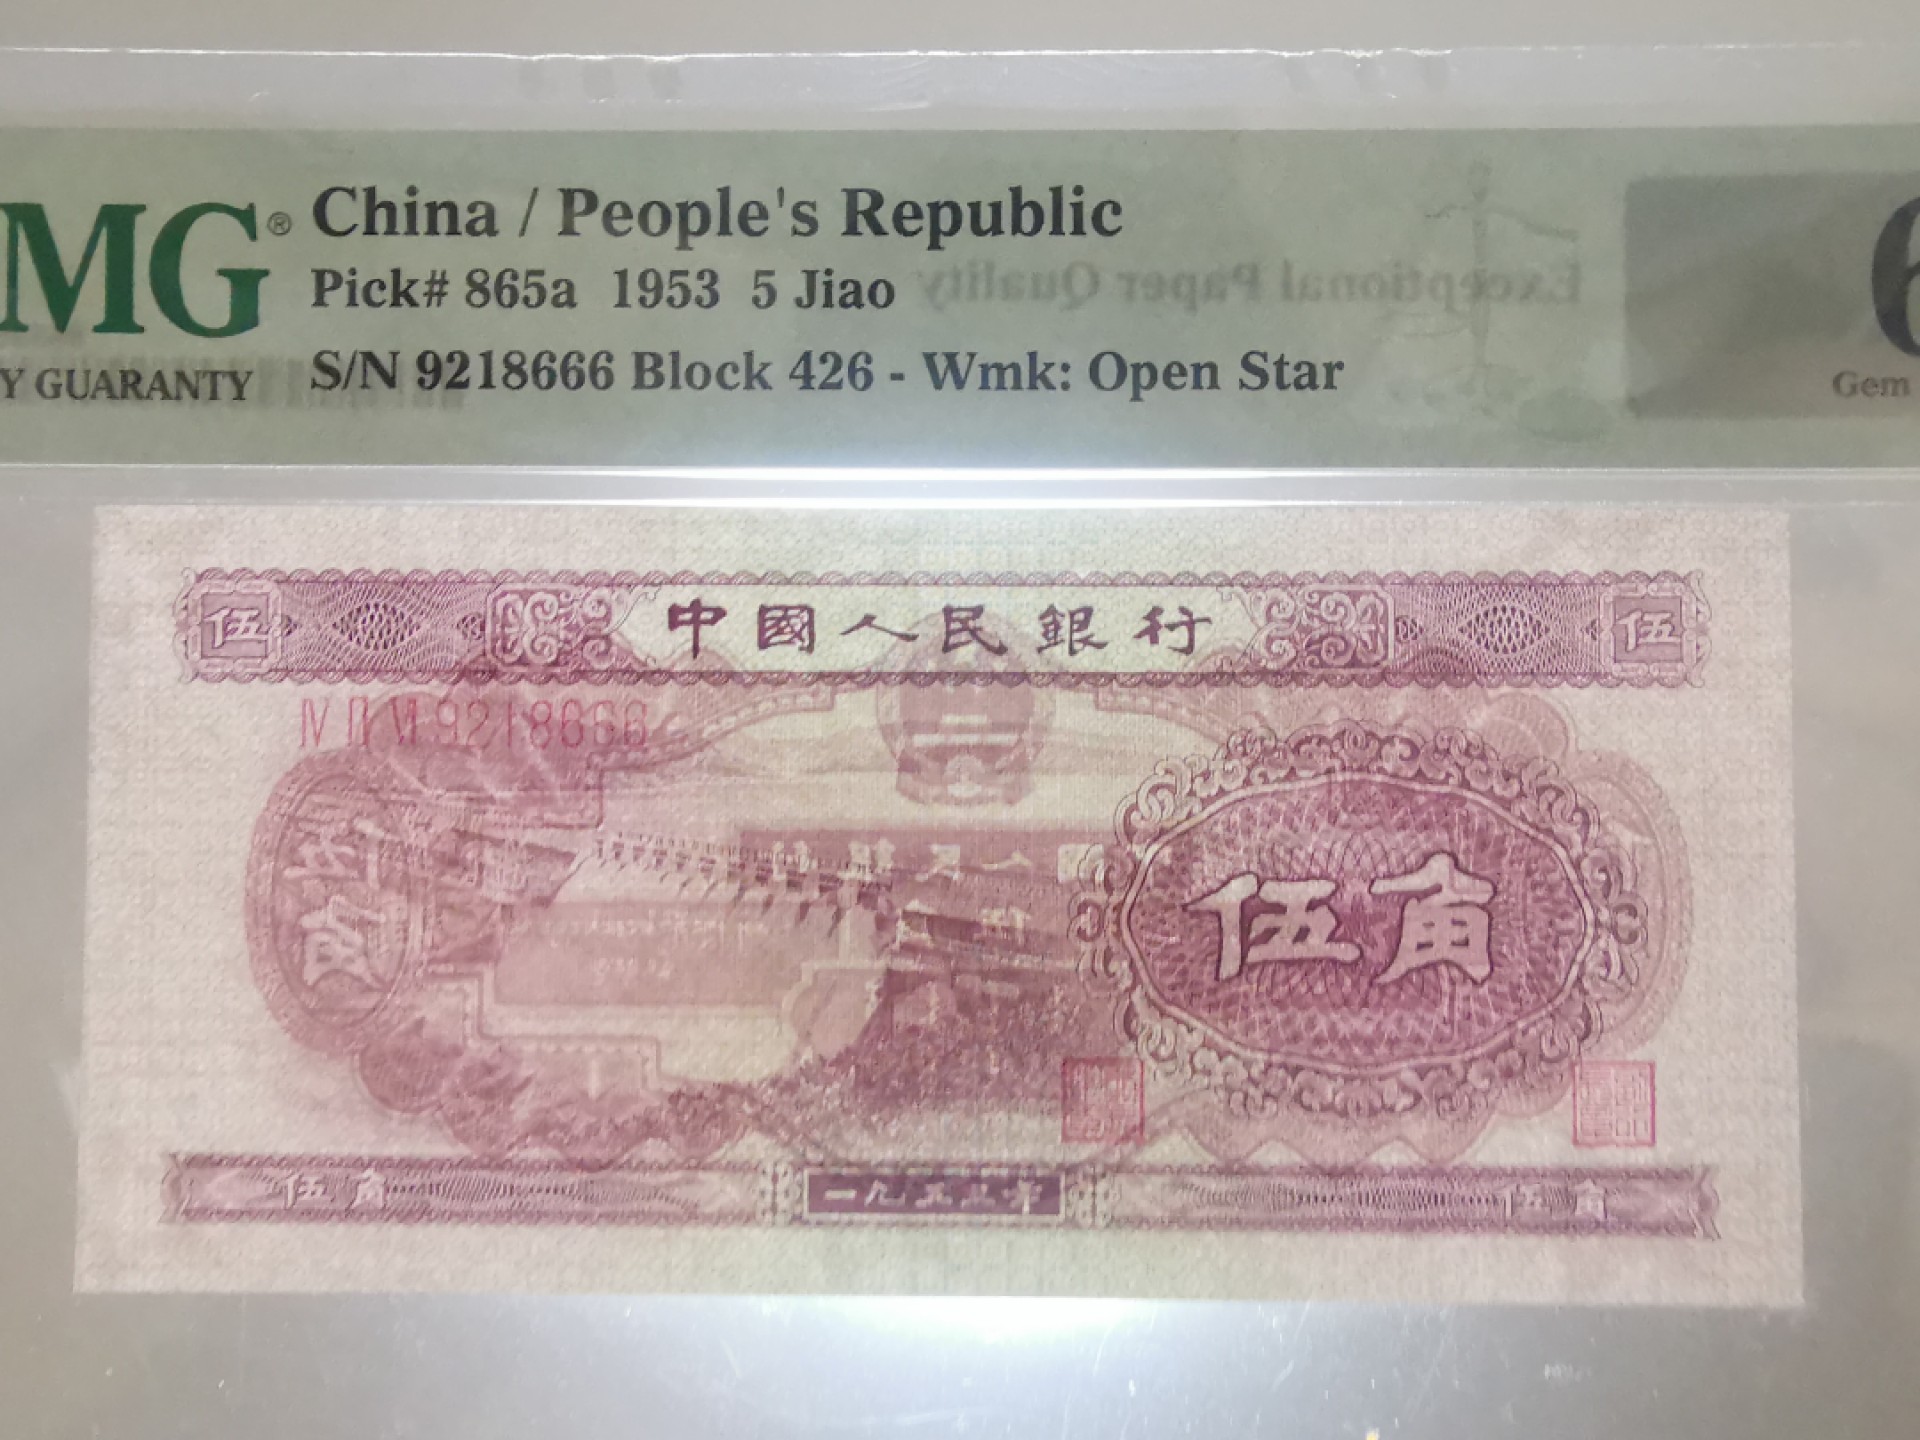 MG® China / People's Republic
Pick# 865a 1953 5 Jiao
Exceptional Paper Quality
Y GUARANTY S/N 9218666 Block 426 - Wmk: Open Star
6
Gem
伍 中國人民銀行 伍
IV II VI 9218666
伍角
伍角 一九五三年 伍角